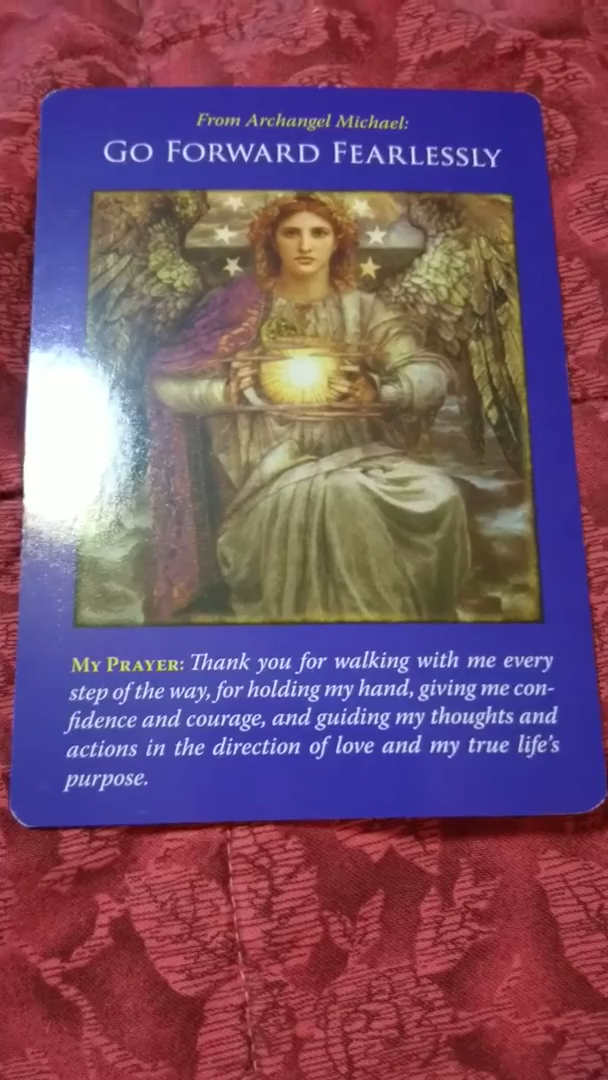 From Archangel Michael:
Go Forward Fearlessly
My Prayer: Thank you for walking with me every
step of the way, for holding my hand, giving me con-
fidence and courage, and guiding my thoughts and
actions in the direction of love and my true life's
purpose.